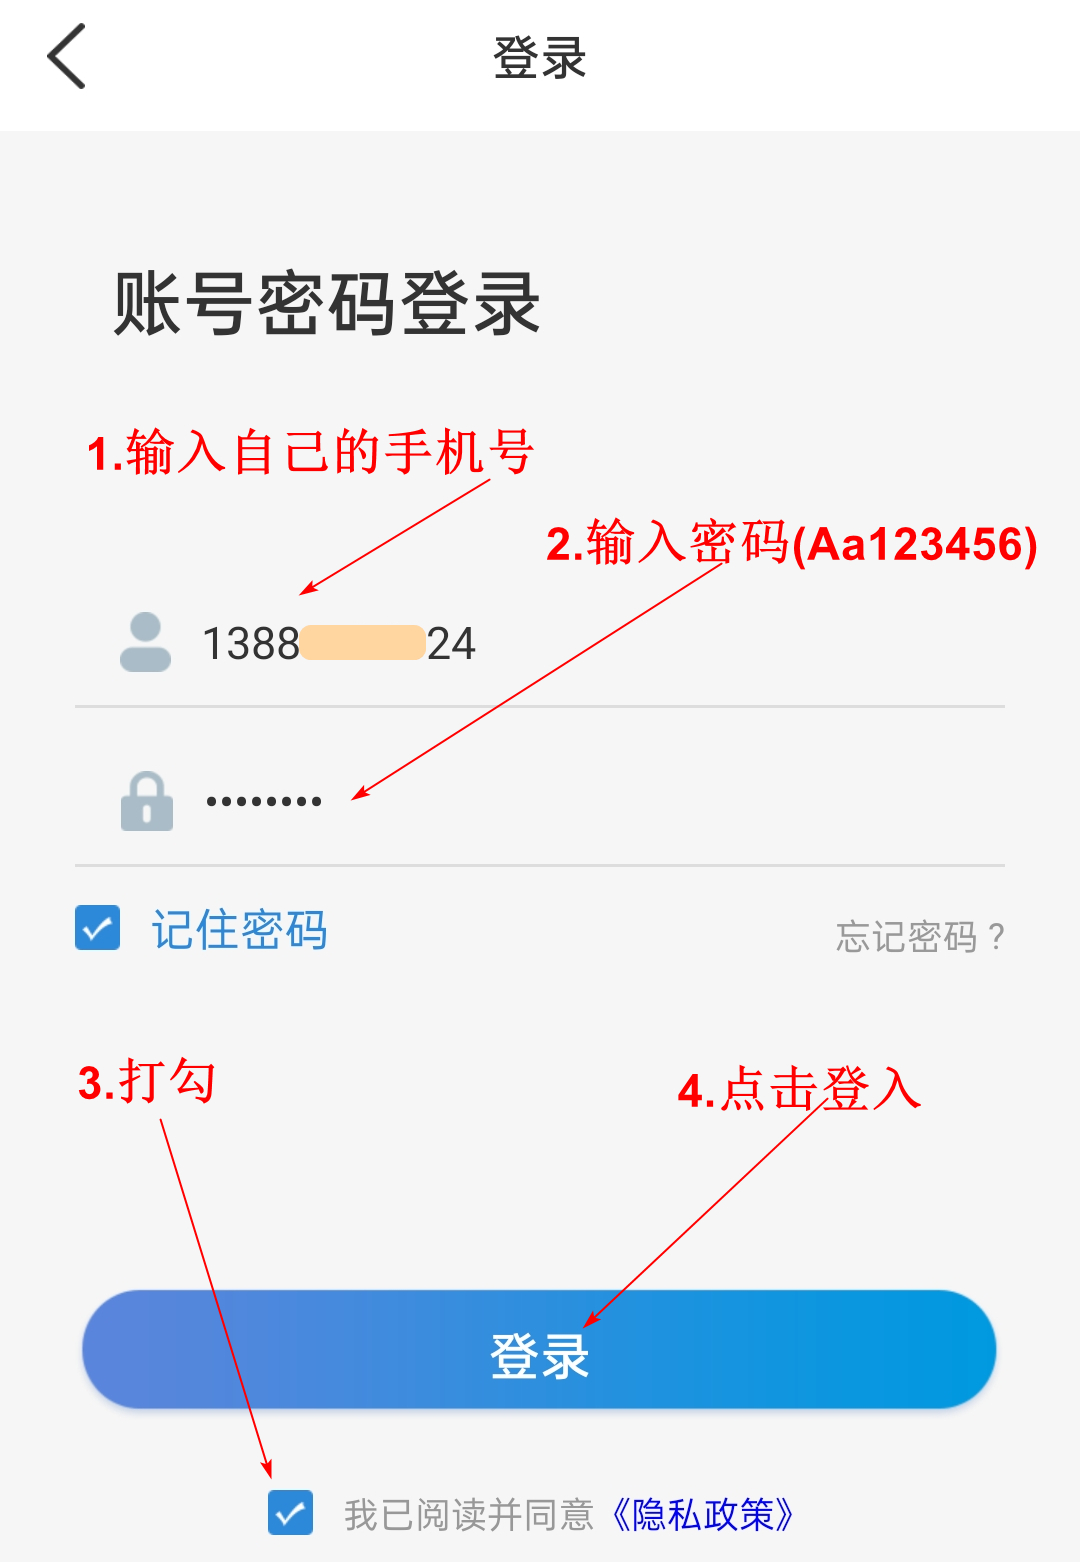 登录
账号密码登录
1.输入自己的手机号
2.输入密码(Aa123456)
1388 24
••••••••
记住密码
忘记密码？
3.打勾
4.点击登入
登录
我已阅读并同意《隐私政策》